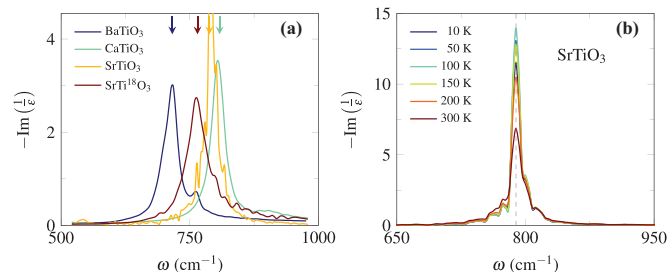 (a)
BaTiO₃
CaTiO₃
SrTiO₃
SrTi¹⁸O₃
−Im (1/ε)
4
2
0
500
750
1000
ω (cm⁻¹)
(b)
SrTiO₃
10 K
50 K
100 K
150 K
200 K
300 K
−Im (1/ε)
15
10
5
0
650
800
950
ω (cm⁻¹)